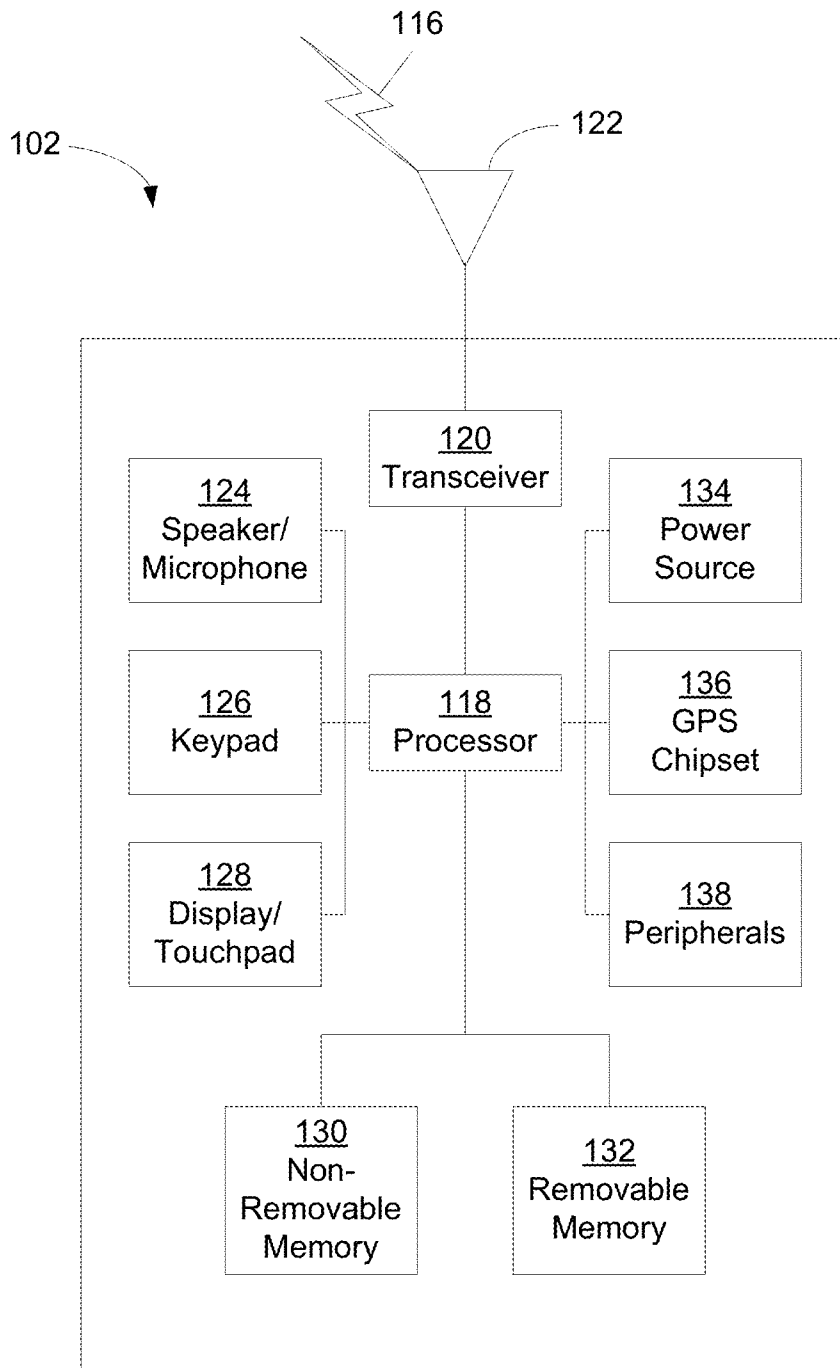 116
122
102
120
Transceiver
124
Speaker/
Microphone
134
Power
Source
126
Keypad
118
Processor
136
GPS
Chipset
128
Display/
Touchpad
138
Peripherals
130
Non-
Removable
Memory
132
Removable
Memory